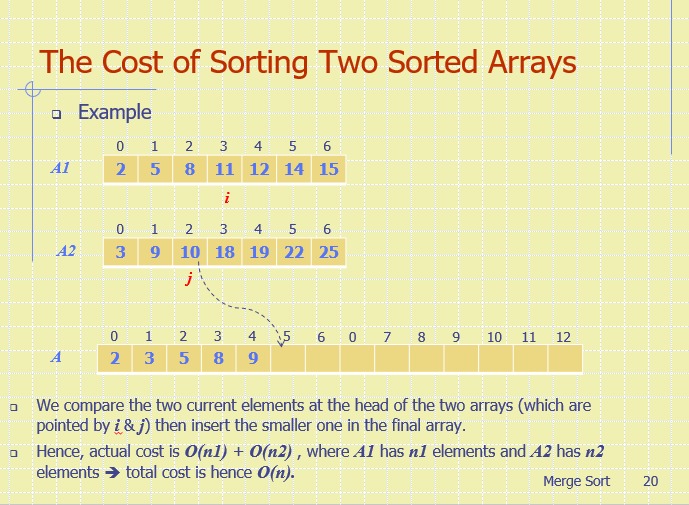 The Cost of Sorting Two Sorted Arrays
Example
0 1 2 3 4 5 6
A1 2 5 8 11 12 14 15
i
0 1 2 3 4 5 6
A2 3 9 10 18 19 22 25
j
0 1 2 3 4 5 6 0 7 8 9 10 11 12
A 2 3 5 8 9
We compare the two current elements at the head of the two arrays (which are
pointed by i & j) then insert the smaller one in the final array.
Hence, actual cost is O(n1) + O(n2) , where A1 has n1 elements and A2 has n2
elements ➔ total cost is hence O(n).
Merge Sort 20